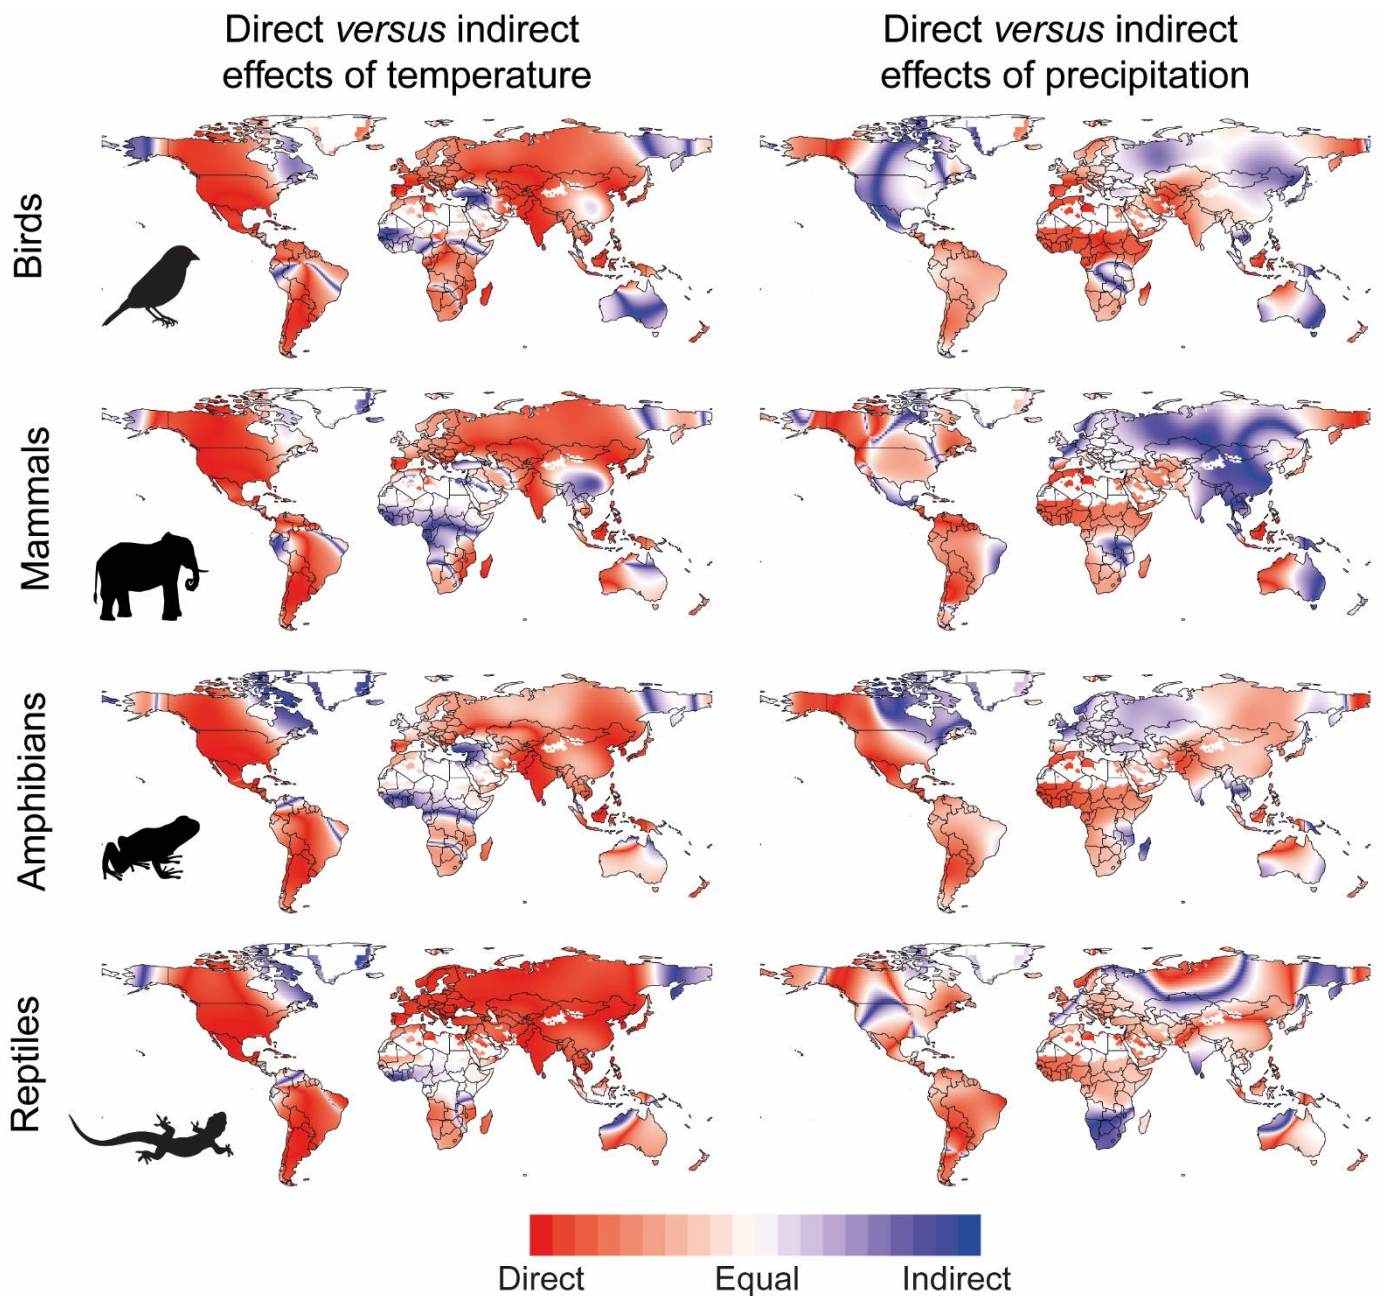 Direct versus indirect
effects of temperature
Direct versus indirect
effects of precipitation
Birds
Mammals
Amphibians
Reptiles
Direct
Equal
Indirect